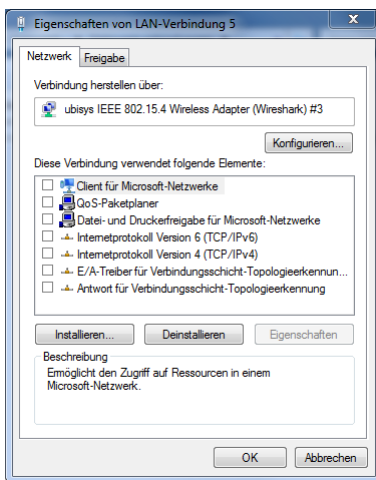 Eigenschaften von LAN-Verbindung 5
Netzwerk Freigabe
Verbindung herstellen über:
ubisys IEEE 802.15.4 Wireless Adapter (Wireshark) #3
Konfigurieren...
Diese Verbindung verwendet folgende Elemente:
Client für Microsoft-Netzwerke
QoS-Paketplaner
Datei- und Druckerfreigabe für Microsoft-Netzwerke
Internetprotokoll Version 6 (TCP/IPv6)
Internetprotokoll Version 4 (TCP/IPv4)
E/A-Treiber für Verbindungsschicht-Topologieerkennun...
Antwort für Verbindungsschicht-Topologieerkennung
Installieren... Deinstallieren Eigenschaften
Beschreibung
Ermöglicht den Zugriff auf Ressourcen in einem
Microsoft-Netzwerk.
OK Abbrechen